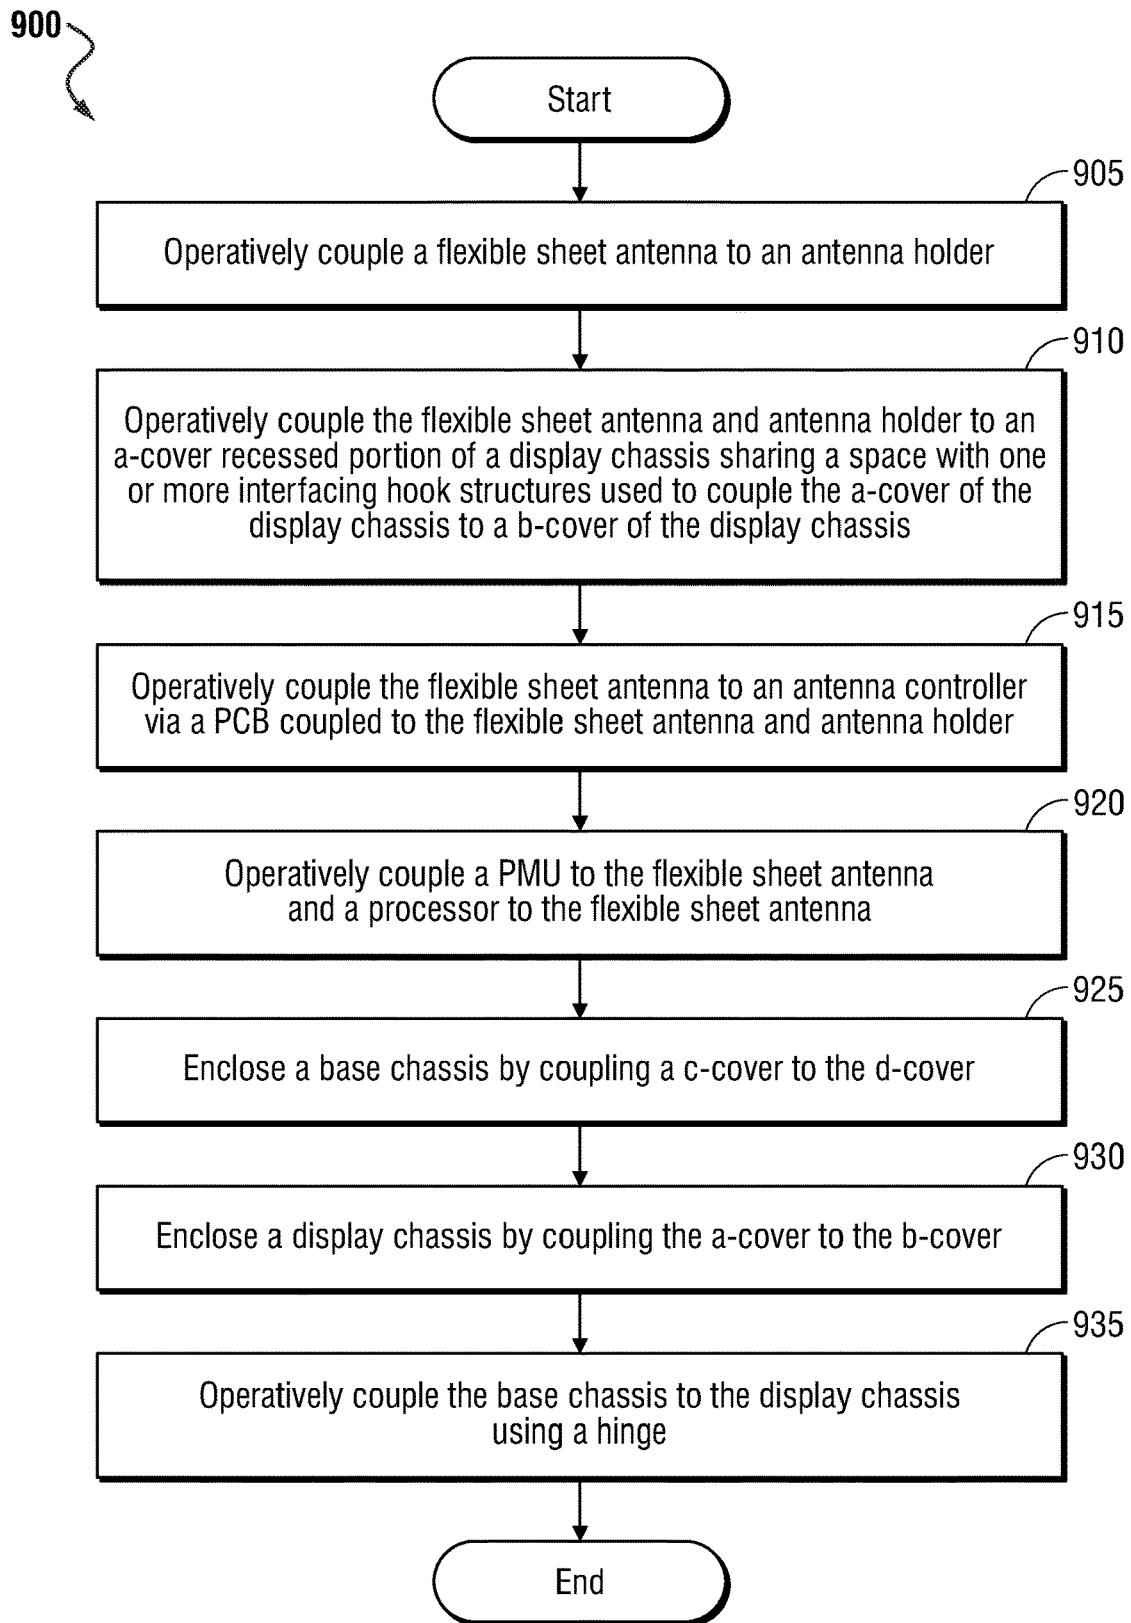 900
Start
905
Operatively couple a flexible sheet antenna to an antenna holder
910
Operatively couple the flexible sheet antenna and antenna holder to an
a-cover recessed portion of a display chassis sharing a space with one
or more interfacing hook structures used to couple the a-cover of the
display chassis to a b-cover of the display chassis
915
Operatively couple the flexible sheet antenna to an antenna controller
via a PCB coupled to the flexible sheet antenna and antenna holder
920
Operatively couple a PMU to the flexible sheet antenna
and a processor to the flexible sheet antenna
925
Enclose a base chassis by coupling a c-cover to the d-cover
930
Enclose a display chassis by coupling the a-cover to the b-cover
935
Operatively couple the base chassis to the display chassis
using a hinge
End